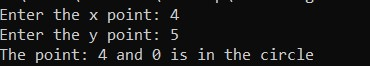 Enter the x point: 4
Enter the y point: 5
The point: 4 and 0 is in the circle